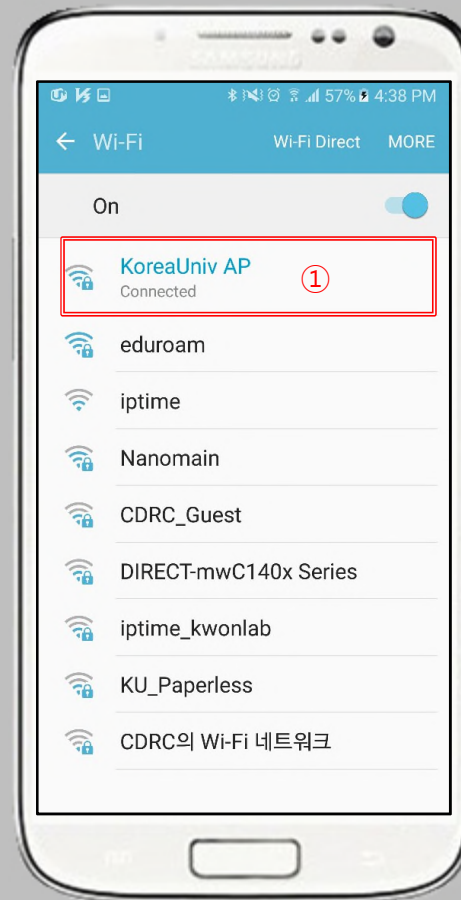 SAMSUNG
57% 4:38 PM
Wi-Fi Wi-Fi Direct MORE
On
KoreaUniv AP
Connected
①
eduroam
iptime
Nanomain
CDRC_Guest
DIRECT-mwC140x Series
iptime_kwonlab
KU_Paperless
CDRC의 Wi-Fi 네트워크